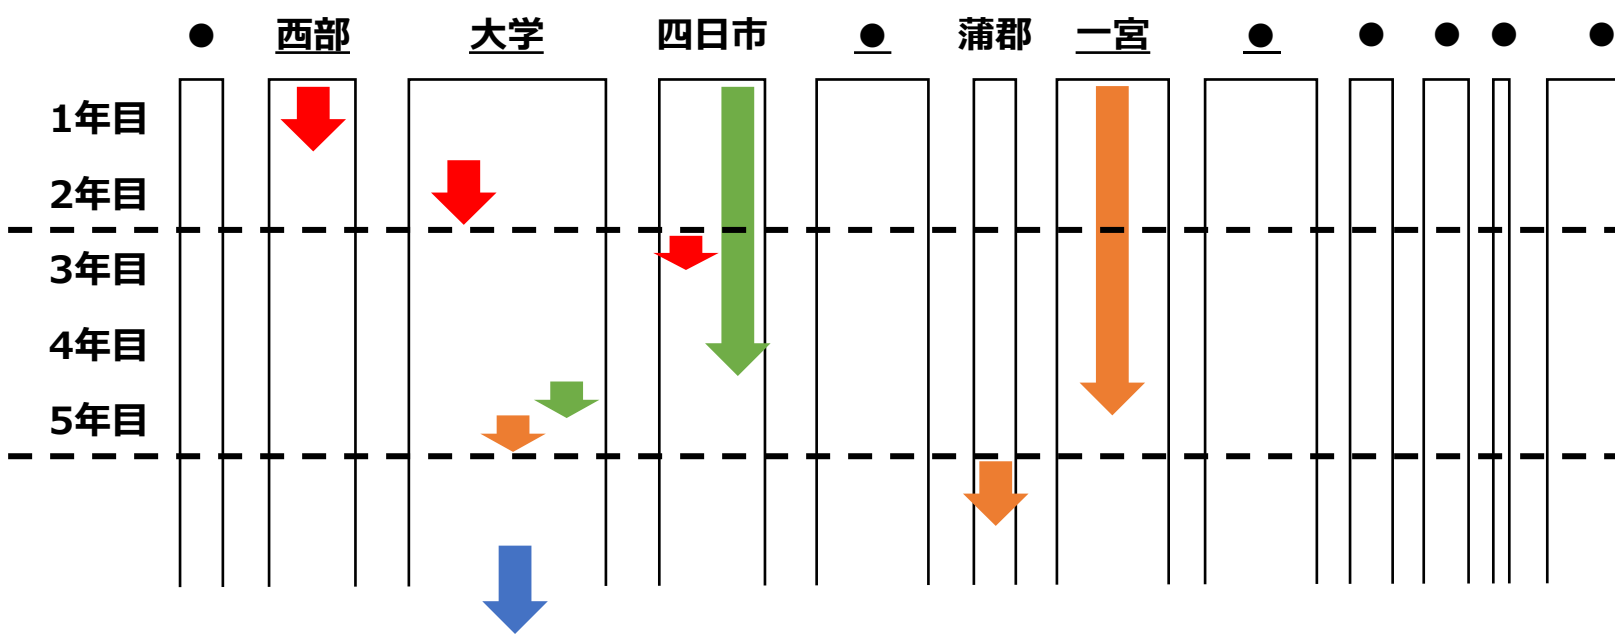 ● 西部 大学 四日市 ● 蒲郡 一宮 ● ● ● ● ●
1年目
2年目
3年目
4年目
5年目